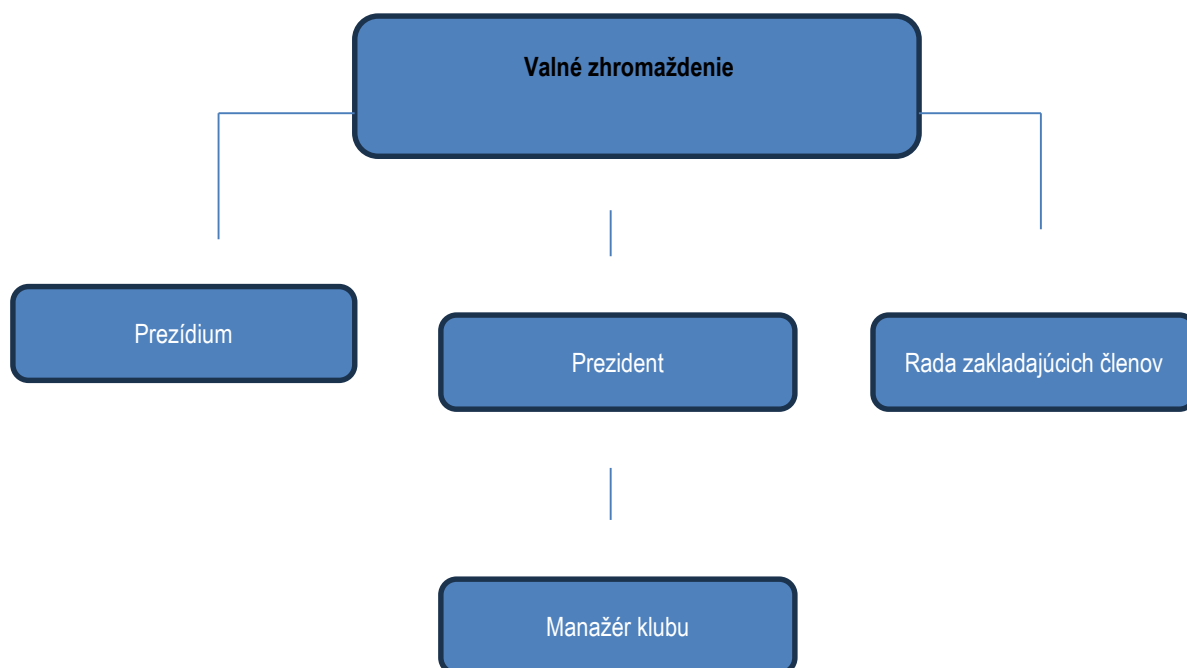 Valné zhromaždenie
Prezídium
Prezident
Rada zakladajúcich členov
Manažér klubu